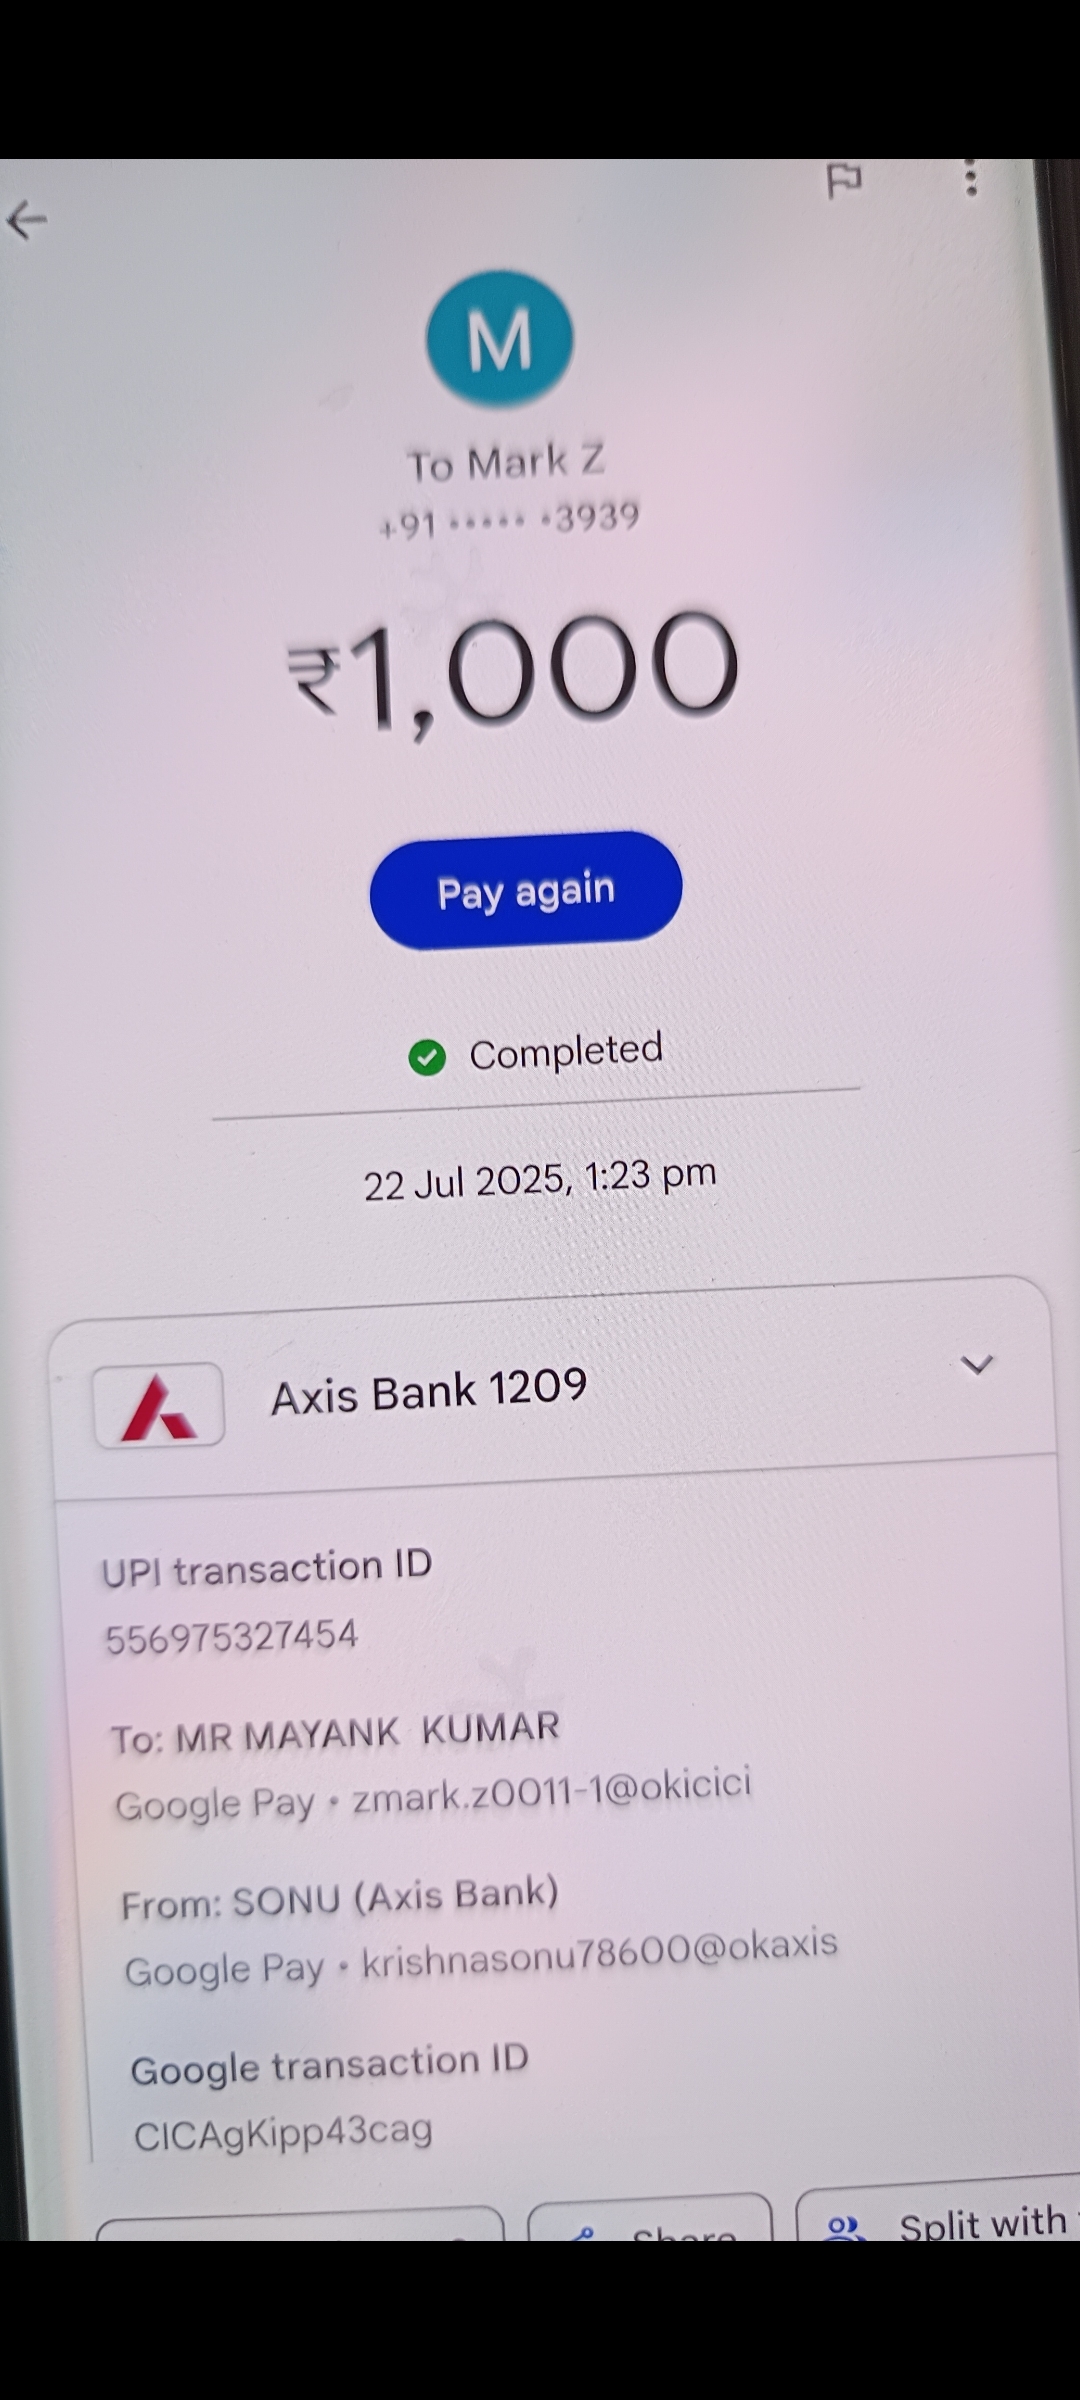 M
To Mark Z
+91 •••••• 3939
₹1,000
Pay again
Completed
22 Jul 2025, 1:23 pm
Axis Bank 1209
UPI transaction ID
556975327454
To: MR MAYANK KUMAR
Google Pay • zmark.z0011-1@okicici
From: SONU (Axis Bank)
Google Pay • krishnasonu78600@okaxis
Google transaction ID
CICAgKipp43cag
Share
Split with